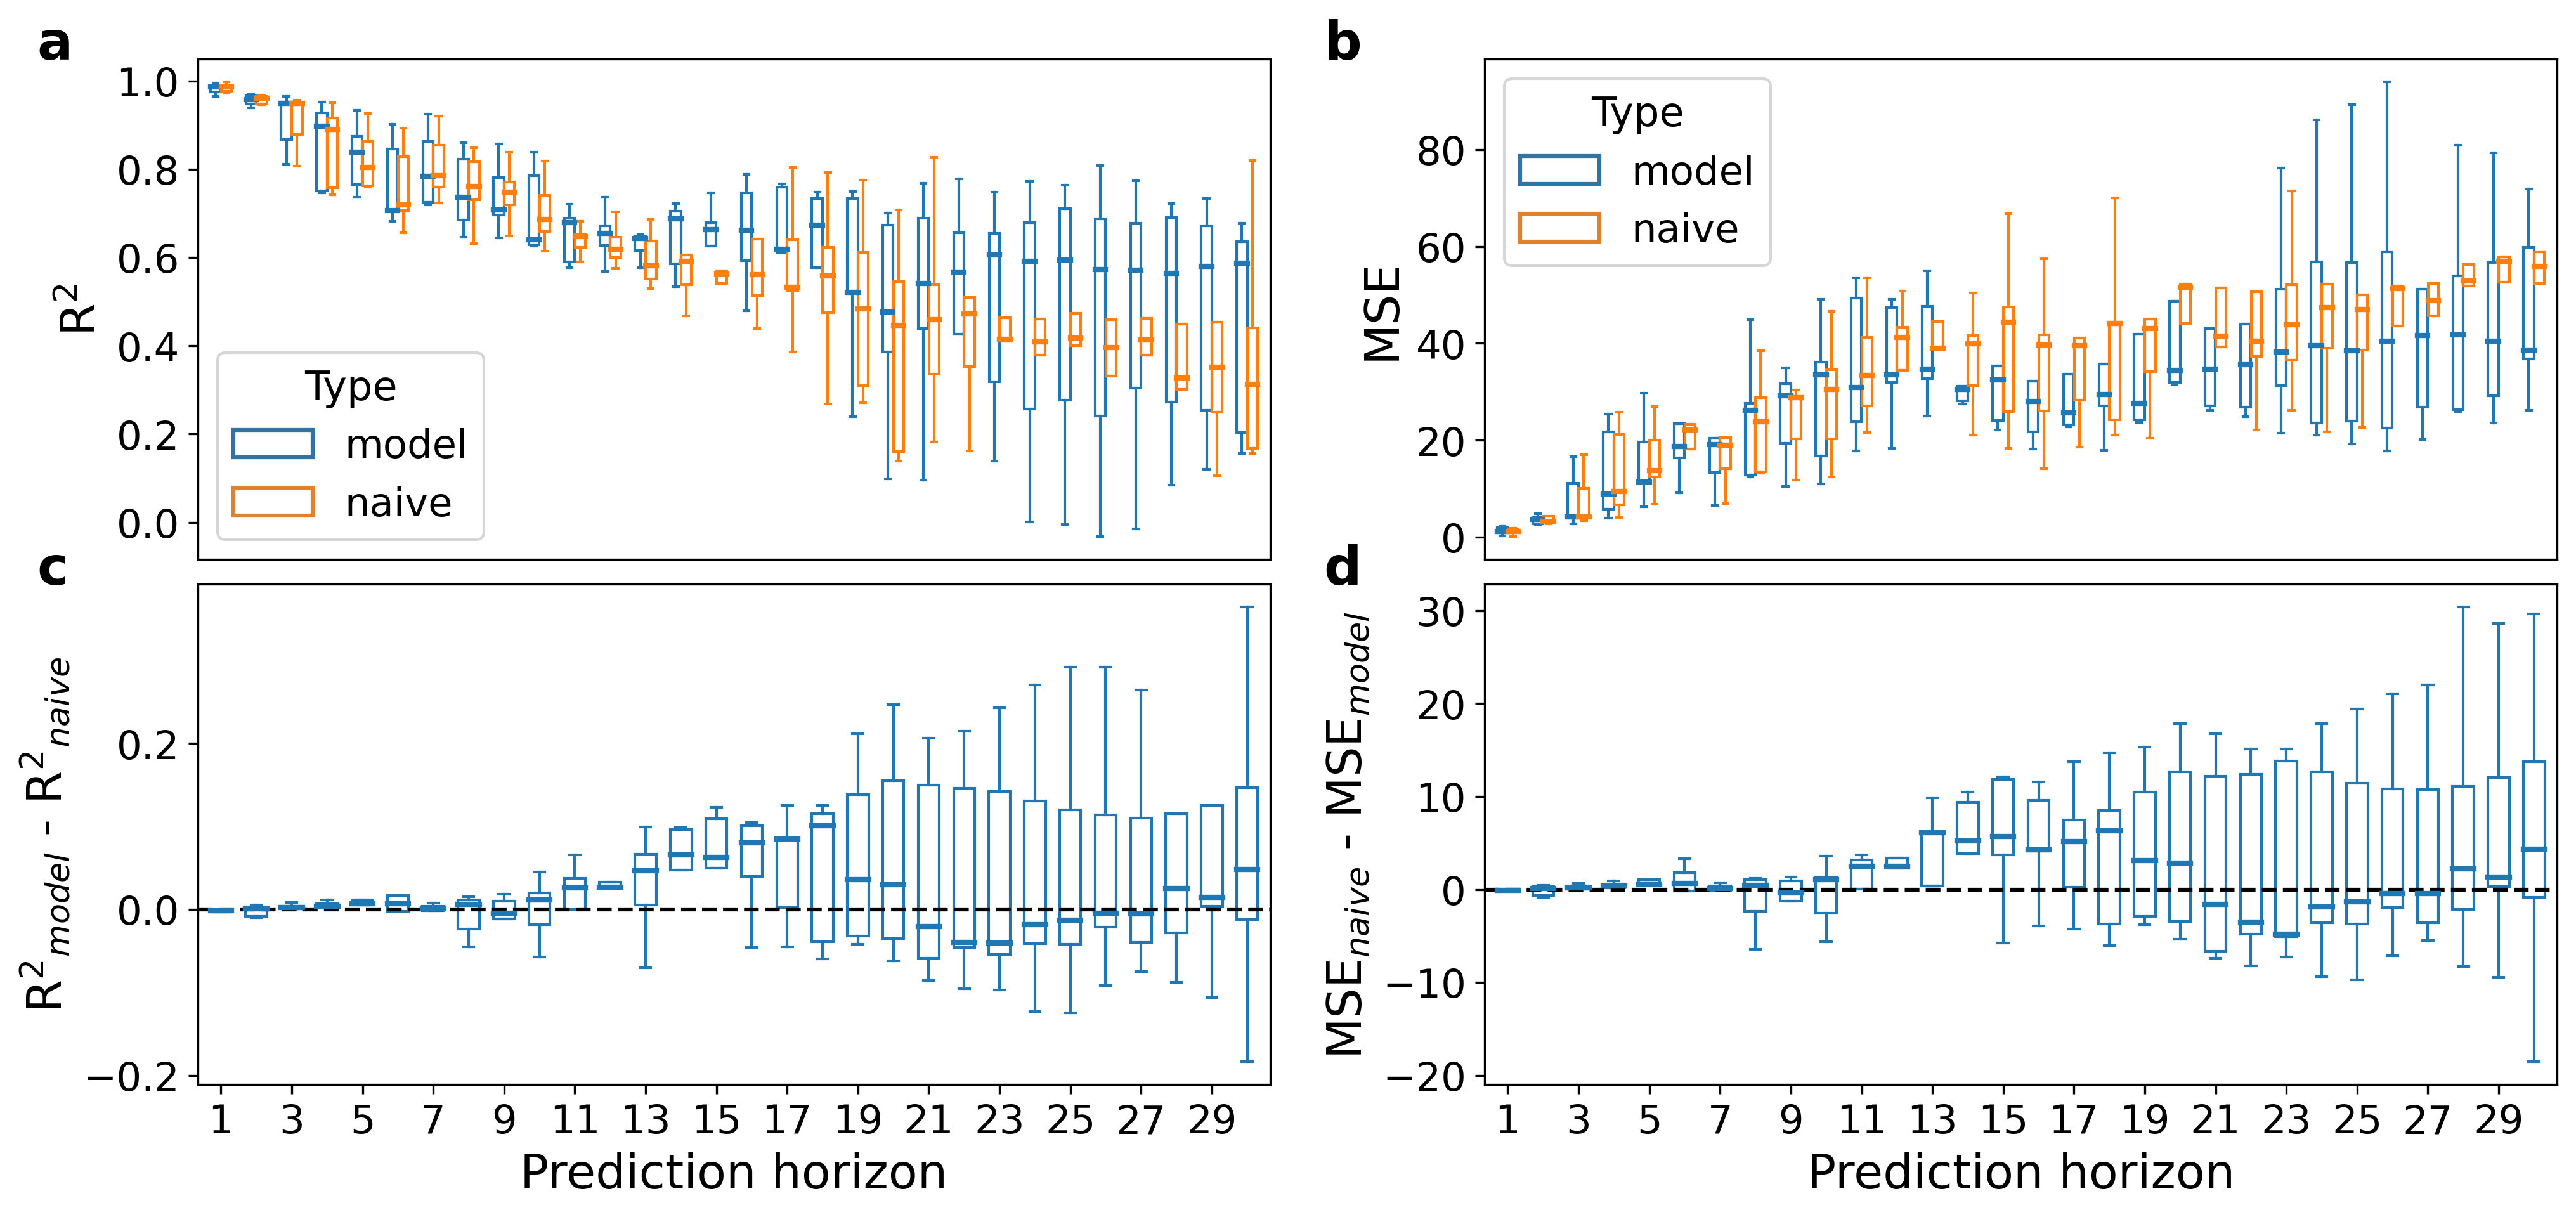 a
1.0
0.8
0.6
0.4
0.2
0.0
R²
Type
model
naive
b
80
60
40
20
0
MSE
Type
model
naive
c
0.2
0.0
−0.2
R²model - R²naive
1 3 5 7 9 11 13 15 17 19 21 23 25 27 29
Prediction horizon
d
30
20
10
0
−10
−20
MSEnaive - MSEmodel
1 3 5 7 9 11 13 15 17 19 21 23 25 27 29
Prediction horizon